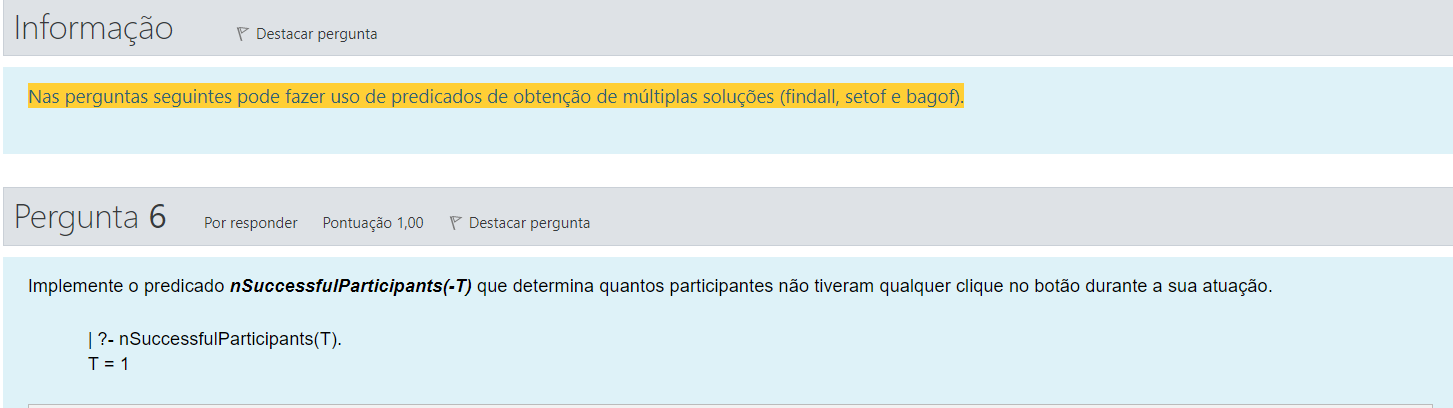 Informação Destacar pergunta
Nas perguntas seguintes pode fazer uso de predicados de obtenção de múltiplas soluções (findall, setof e bagof).
Pergunta 6 Por responder Pontuação 1,00 Destacar pergunta
Implemente o predicado nSuccessfulParticipants(-T) que determina quantos participantes não tiveram qualquer clique no botão durante a sua atuação.
| ?- nSuccessfulParticipants(T).
T = 1